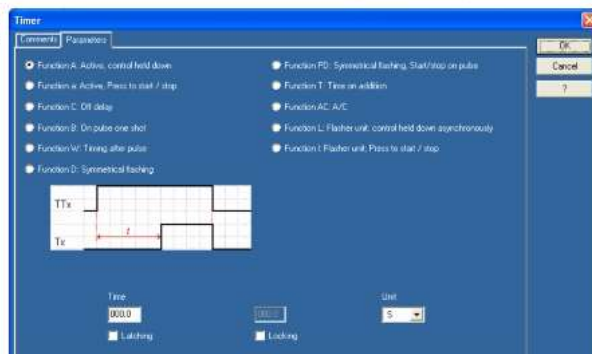 Timer
Comments Parameters
OK
Cancel
?
Function A: Active, control held down
Function a: Active, Press to start / stop
Function C: Off delay
Function B: On pulse one shot
Function W: Timing after pulse
Function D: Symmetrical flashing
Function PD: Symmetrical flashing, Start/stop on pulse
Function T: Time on addition
Function AC: A/C
Function L: Flasher unit: control held down asynchronously
Function l: Flasher unit: Press to start / stop
TTx
t
Tx
Time
Unit
000.0
000.0
S
Latching
Locking